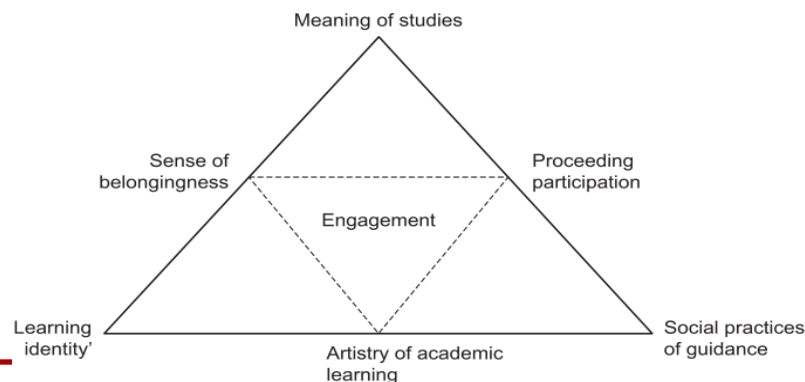 Meaning of studies
Sense of
belongingness
Proceeding
participation
Engagement
Learning
identity'
Artistry of academic
learning
Social practices
of guidance